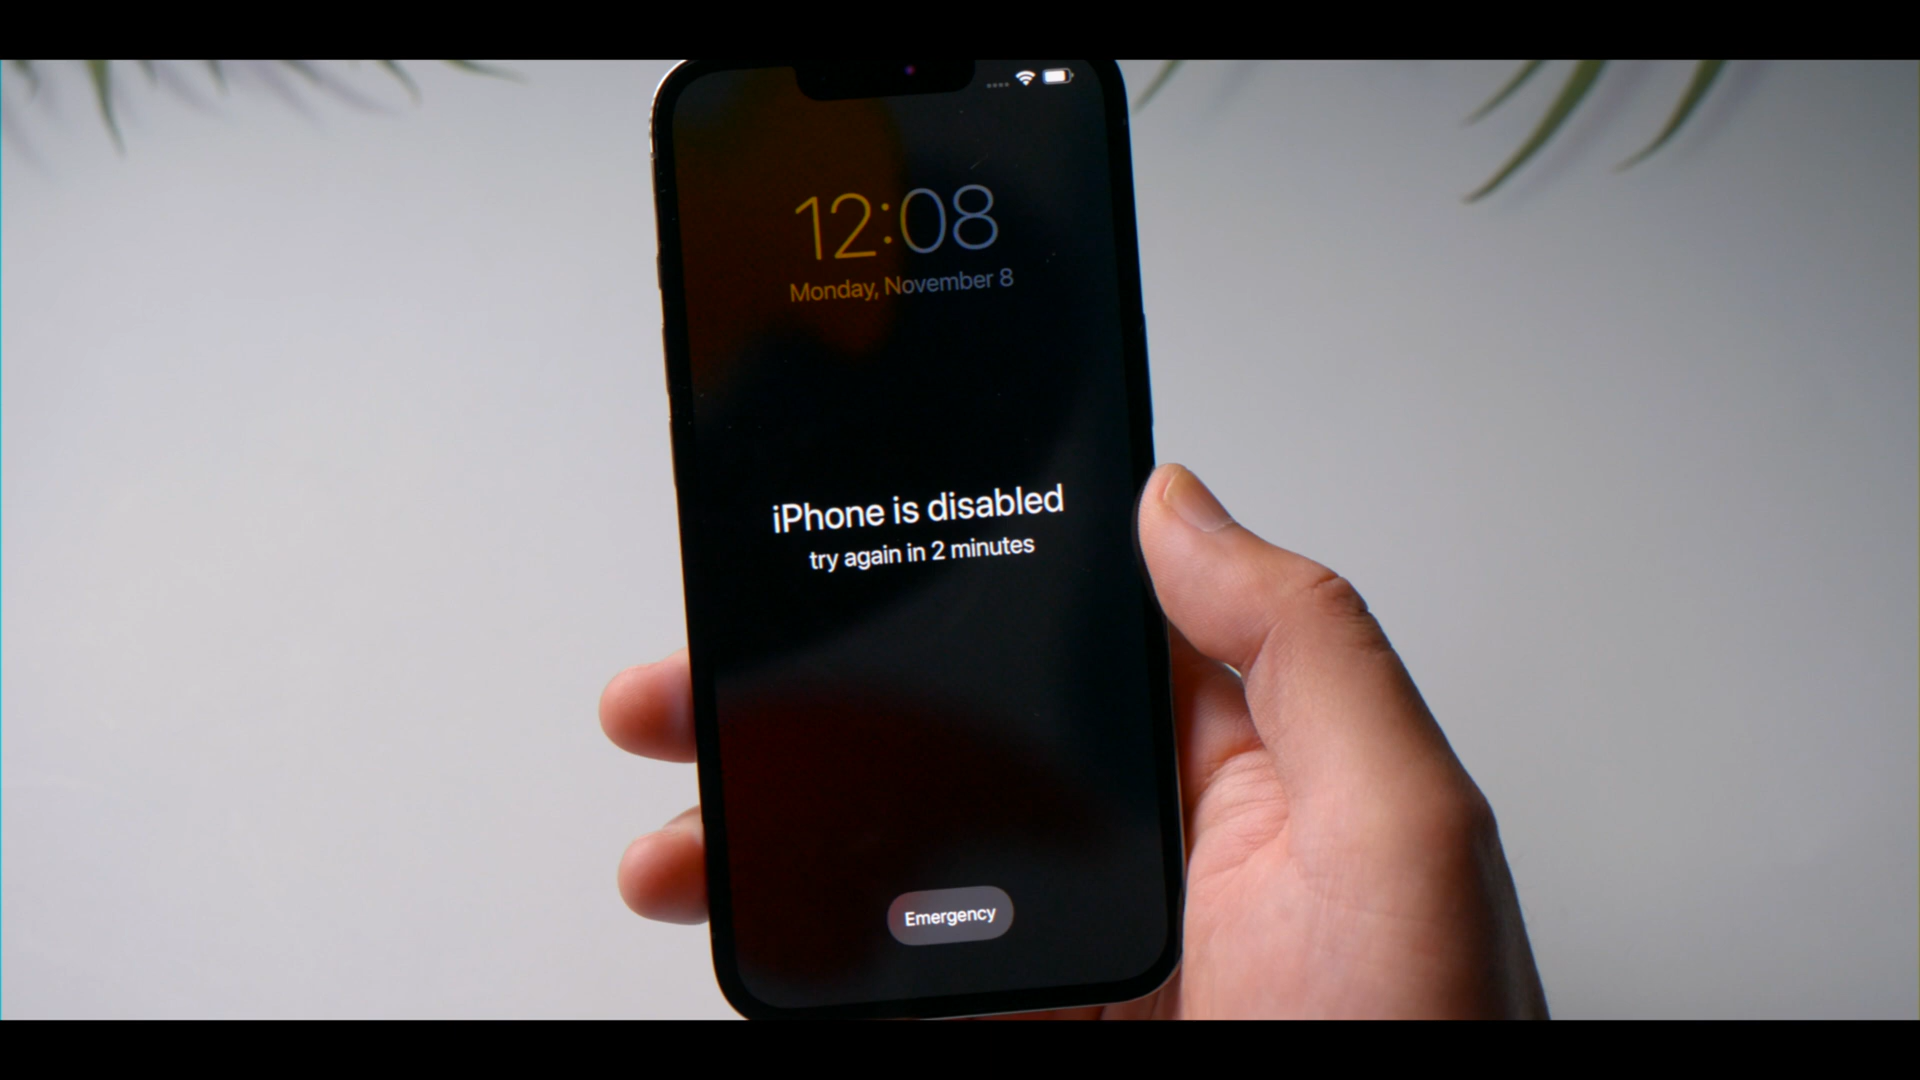 12:08
Monday, November 8
iPhone is disabled
try again in 2 minutes
Emergency